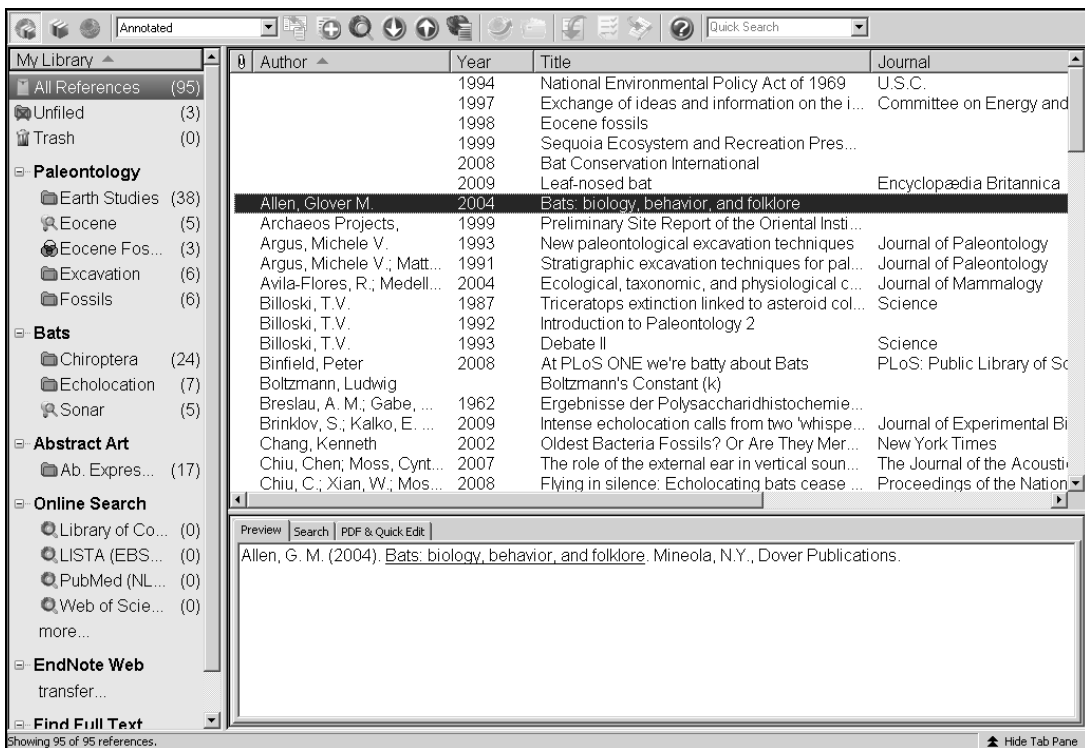 Annotated
Quick Search
My Library
All References (95)
Unfiled (3)
Trash (0)
Paleontology
Earth Studies (38)
Eocene (5)
Eocene Fos... (3)
Excavation (6)
Fossils (6)
Bats
Chiroptera (24)
Echolocation (7)
Sonar (5)
Abstract Art
Ab. Expres... (17)
Online Search
Library of Co... (0)
LISTA (EBS... (0)
PubMed (NL... (0)
Web of Scie... (0)
more...
EndNote Web
transfer...
Find Full Text
Author Year Title Journal
1994 National Environmental Policy Act of 1969 U.S.C.
1997 Exchange of ideas and information on the i... Committee on Energy and
1998 Eocene fossils
1999 Sequoia Ecosystem and Recreation Pres...
2008 Bat Conservation International
2009 Leaf-nosed bat Encyclopædia Britannica
Allen, Glover M. 2004 Bats: biology, behavior, and folklore
Archaeos Projects, 1999 Preliminary Site Report of the Oriental Insti...
Argus, Michele V. 1993 New paleontological excavation techniques Journal of Paleontology
Argus, Michele V.; Matt... 1991 Stratigraphic excavation techniques for pal... Journal of Paleontology
Avila-Flores, R.; Medell... 2004 Ecological, taxonomic, and physiological c... Journal of Mammalogy
Billoski, T.V. 1987 Triceratops extinction linked to asteroid col... Science
Billoski, T.V. 1992 Introduction to Paleontology 2
Billoski, T.V. 1993 Debate II Science
Binfield, Peter 2008 At PLoS ONE we're batty about Bats PLoS: Public Library of Sc
Boltzmann, Ludwig Boltzmann's Constant (k)
Breslau, A. M.; Gabe, ... 1962 Ergebnisse der Polysaccharidhistochemie...
Brinklov, S.; Kalko, E. ... 2009 Intense echolocation calls from two 'whispe... Journal of Experimental Bi
Chang, Kenneth 2002 Oldest Bacteria Fossils? Or Are They Mer... New York Times
Chiu, Chen; Moss, Cynt... 2007 The role of the external ear in vertical soun... The Journal of the Acousti
Chiu, C.; Xian, W.; Mos... 2008 Flying in silence: Echolocating bats cease ... Proceedings of the Nation
Preview Search PDF & Quick Edit
Allen, G. M. (2004). Bats: biology, behavior, and folklore. Mineola, N.Y., Dover Publications.
Showing 95 of 95 references.
Hide Tab Pane